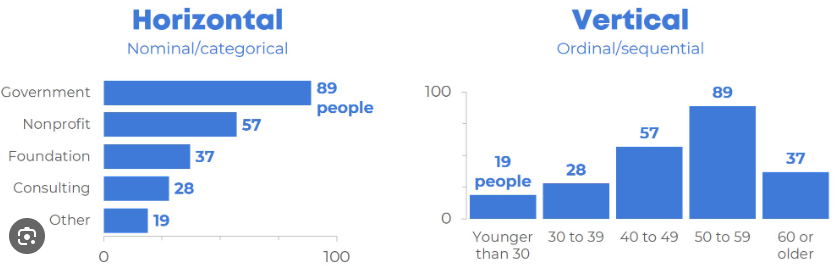 Horizontal
Nominal/categorical
Government
89
people
Nonprofit
57
Foundation
37
Consulting
28
Other
19
0
100
Vertical
Ordinal/sequential
100
0
19
people
28
57
89
37
Younger
than 30
30 to 39
40 to 49
50 to 59
60 or
older